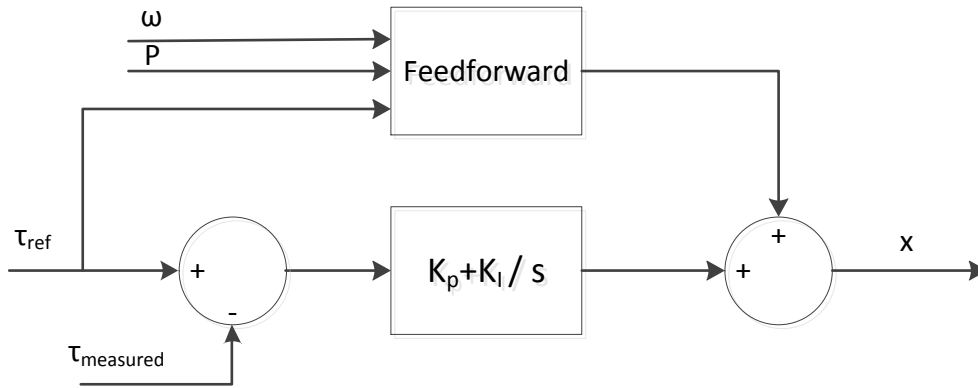 ω
P
Feedforward
τref
+
-
Kp+KI / s
+
+
x
τmeasured